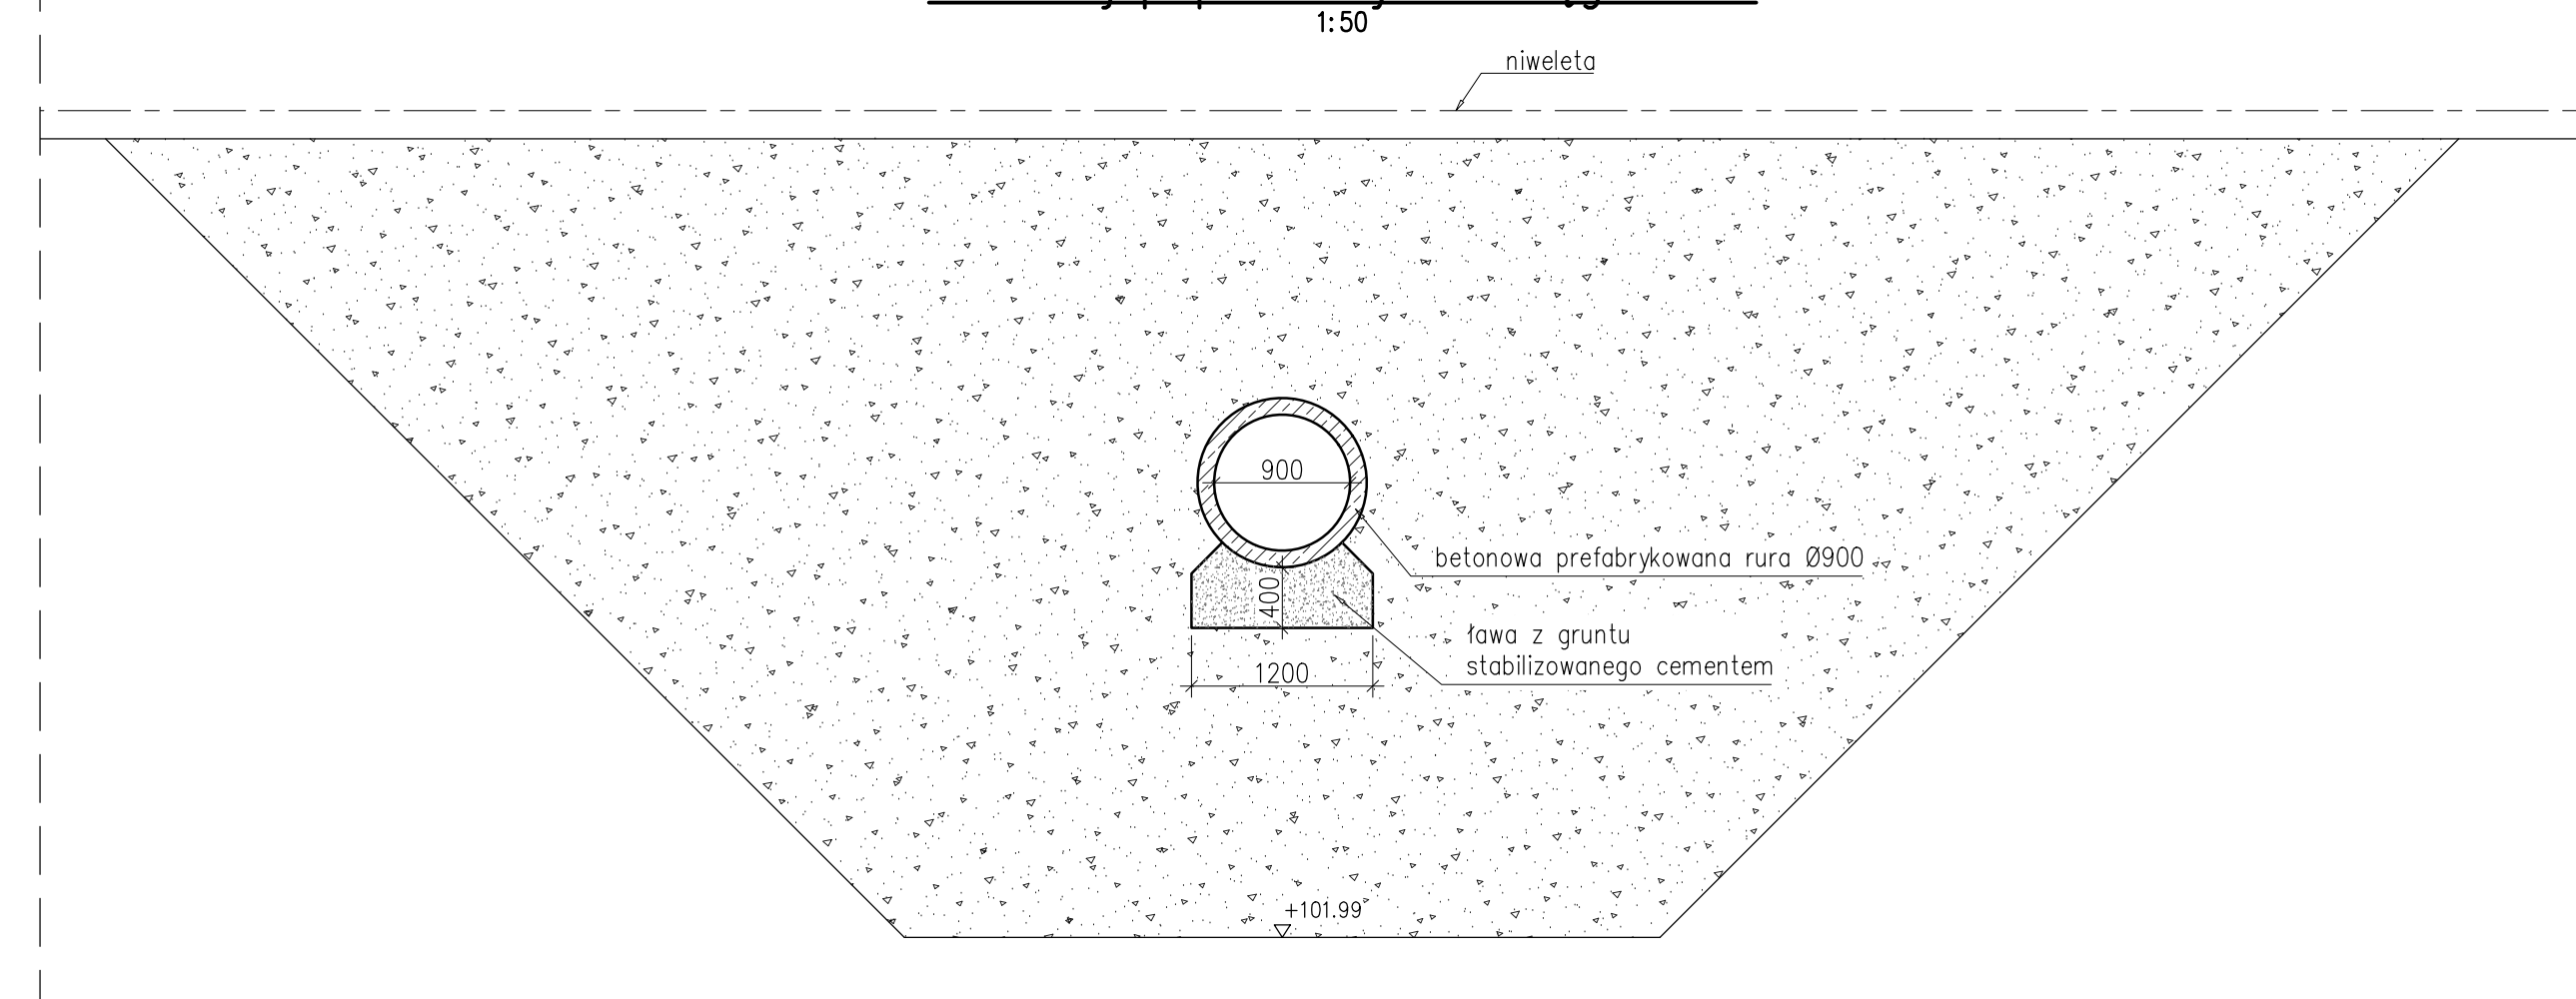 1:50
niweleta
900
betonowa prefabrykowana rura Ø900
400
ława z gruntu
stabilizowanego cementem
1200
+101.99